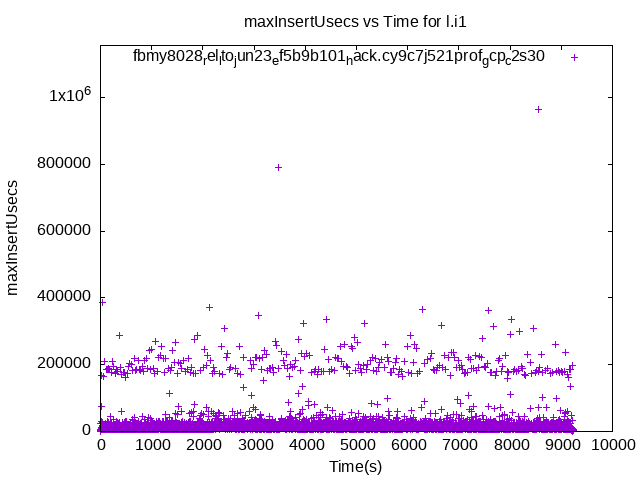 maxInsertUsecs vs Time for l.i1
fbmy8028relltojun23ef5b9b101hack.cy9c7j521profgcpc2s30
1x10^6
800000
600000
400000
200000
0
maxInsertUsecs
0 1000 2000 3000 4000 5000 6000 7000 8000 9000 10000
Time(s)